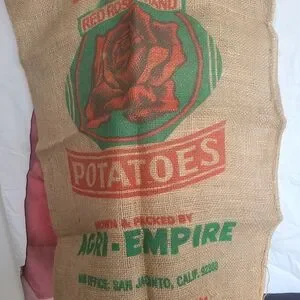 RED ROSE BRAND
POTATOES
GROWN & PACKED BY
AGRI-EMPIRE
OFFICE: SAN JACINTO, CALIF.